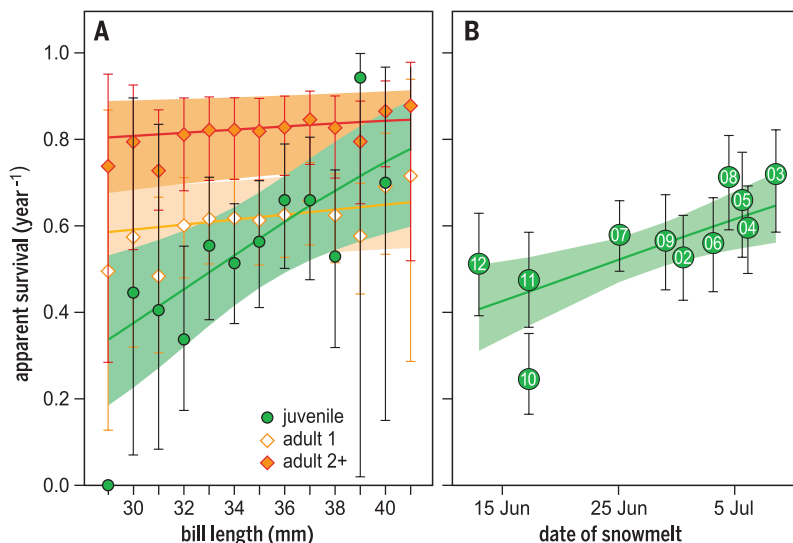 A
B
apparent survival (year⁻¹)
1.0
0.8
0.6
0.4
0.2
0.0
juvenile
adult 1
adult 2+
30 32 34 36 38 40
bill length (mm)
12
11
10
07
09
02
06
08
05
04
03
15 Jun 25 Jun 5 Jul
date of snowmelt